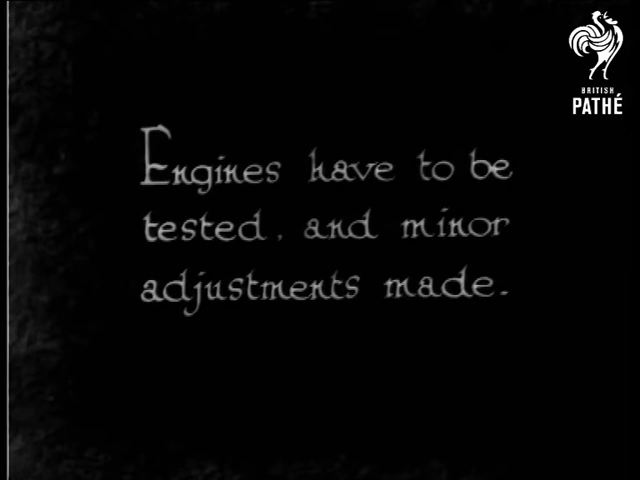 BRITISH
PATHÉ
Engines have to be
tested, and minor
adjustments made.